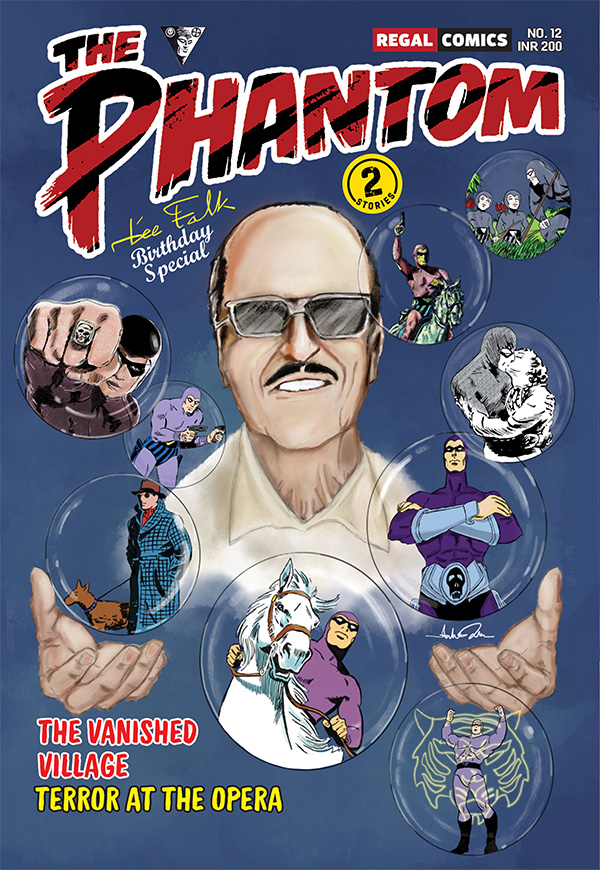 THE
PHANTOM
REGAL COMICS
NO. 12
INR 200
Lee Falk
Birthday
Special
2
STORIES
THE VANISHED
VILLAGE
TERROR AT THE OPERA